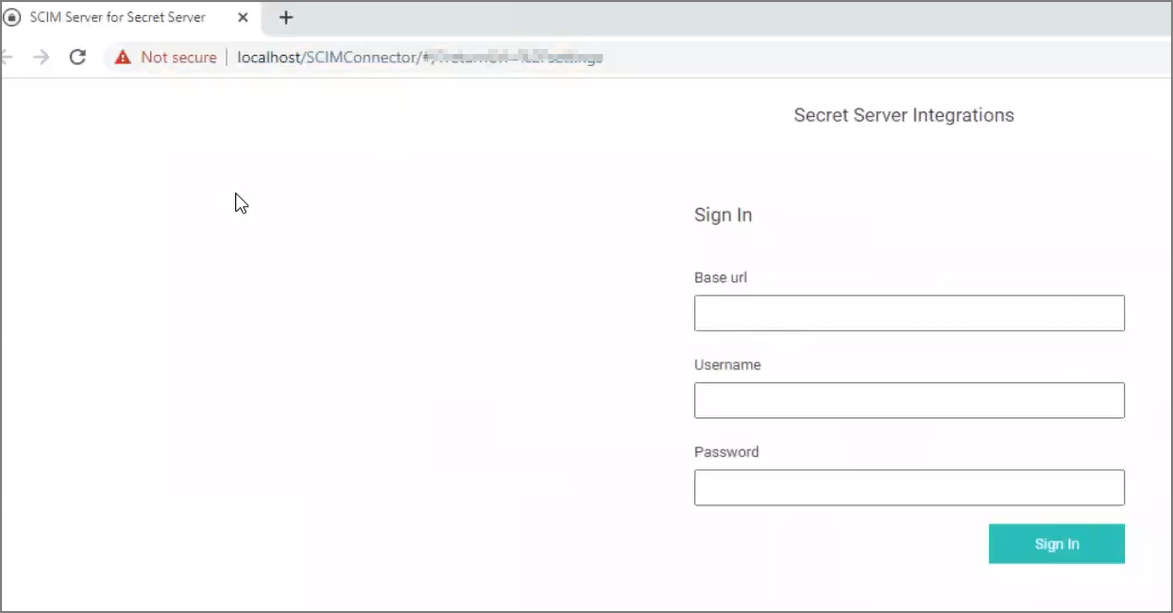 SCIM Server for Secret Server
Not secure | localhost/SCIMConnector/#
Secret Server Integrations
Sign In
Base url
Username
Password
Sign In